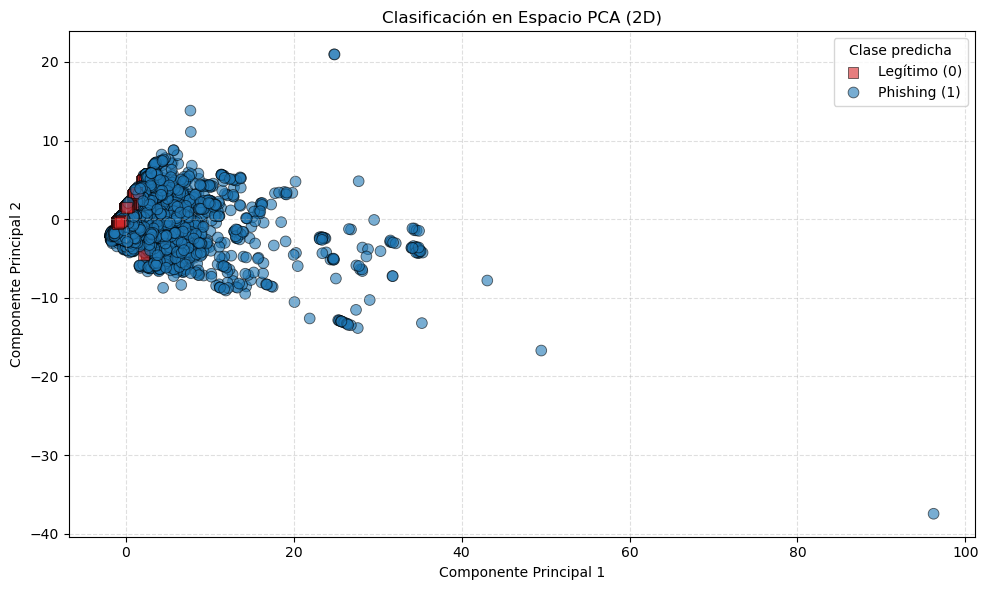 Clasificación en Espacio PCA (2D)
Clase predicha
Legítimo (0)
Phishing (1)
Componente Principal 2
20
10
0
−10
−20
−30
−40
0
20
40
60
80
100
Componente Principal 1